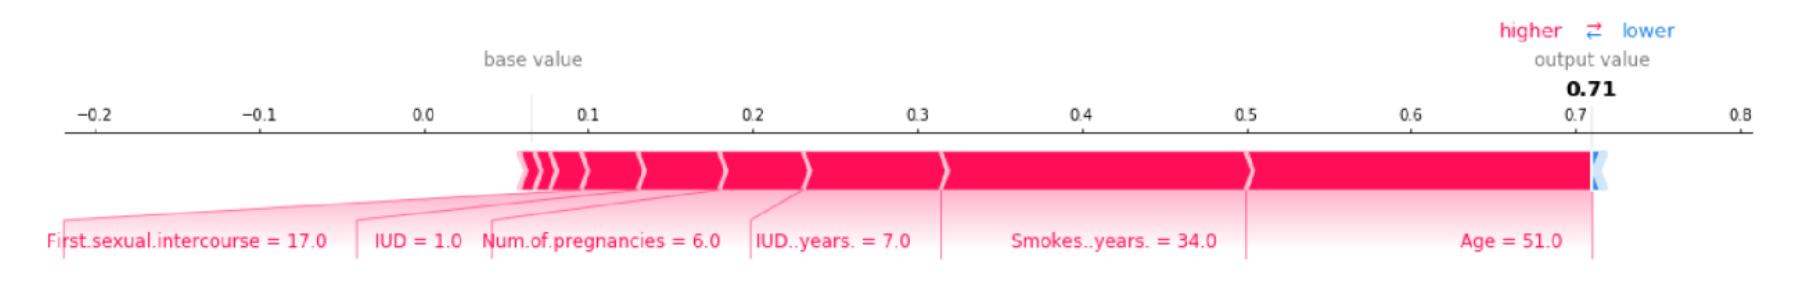 higher ⇄ lower
base value
output value
0.71
−0.2 −0.1 0.0 0.1 0.2 0.3 0.4 0.5 0.6 0.7 0.8
First.sexual.intercourse = 17.0 IUD = 1.0 Num.of.pregnancies = 6.0 IUD..years. = 7.0 Smokes..years. = 34.0 Age = 51.0